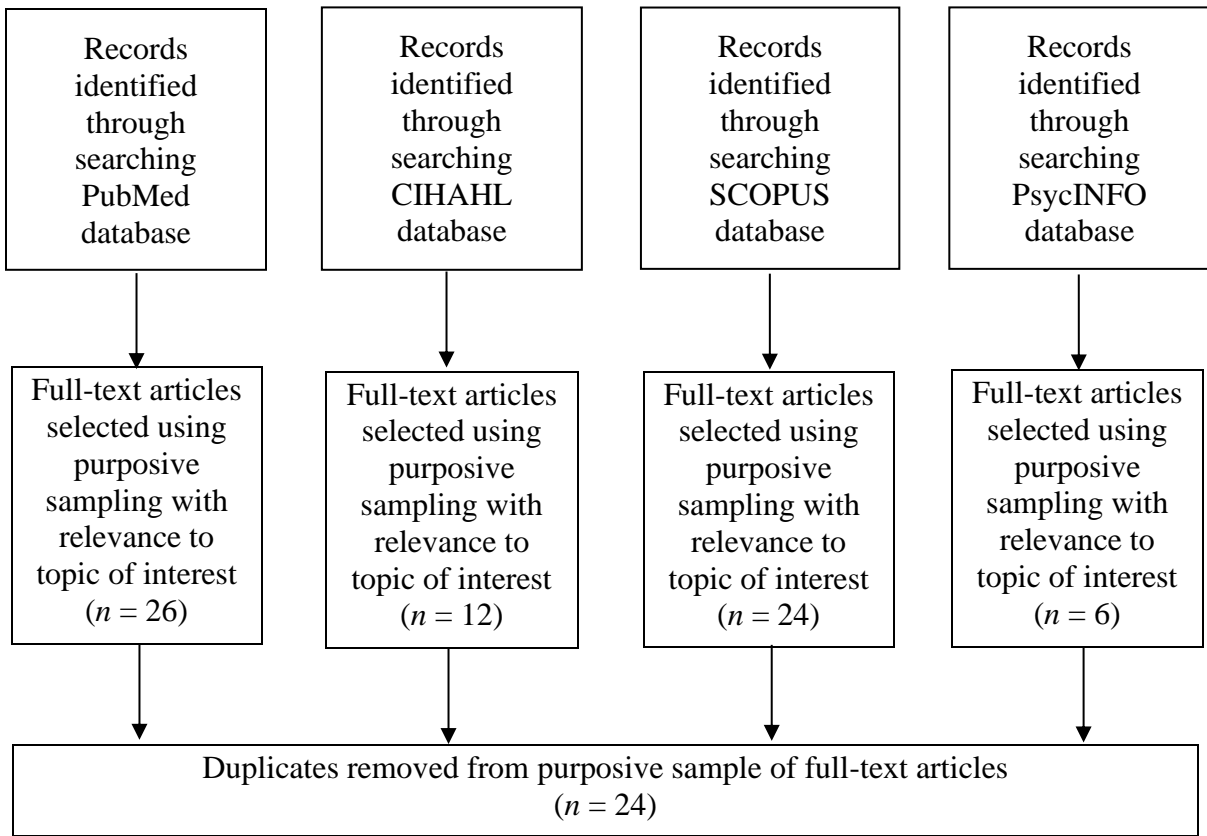 Records
identified
through
searching
PubMed
database
Records
identified
through
searching
CIHAHL
database
Records
identified
through
searching
SCOPUS
database
Records
identified
through
searching
PsycINFO
database
Full-text articles
selected using
purposive
sampling with
relevance to
topic of interest
(n = 26)
Full-text articles
selected using
purposive
sampling with
relevance to
topic of interest
(n = 12)
Full-text articles
selected using
purposive
sampling with
relevance to
topic of interest
(n = 24)
Full-text articles
selected using
purposive
sampling with
relevance to
topic of interest
(n = 6)
Duplicates removed from purposive sample of full-text articles
(n = 24)